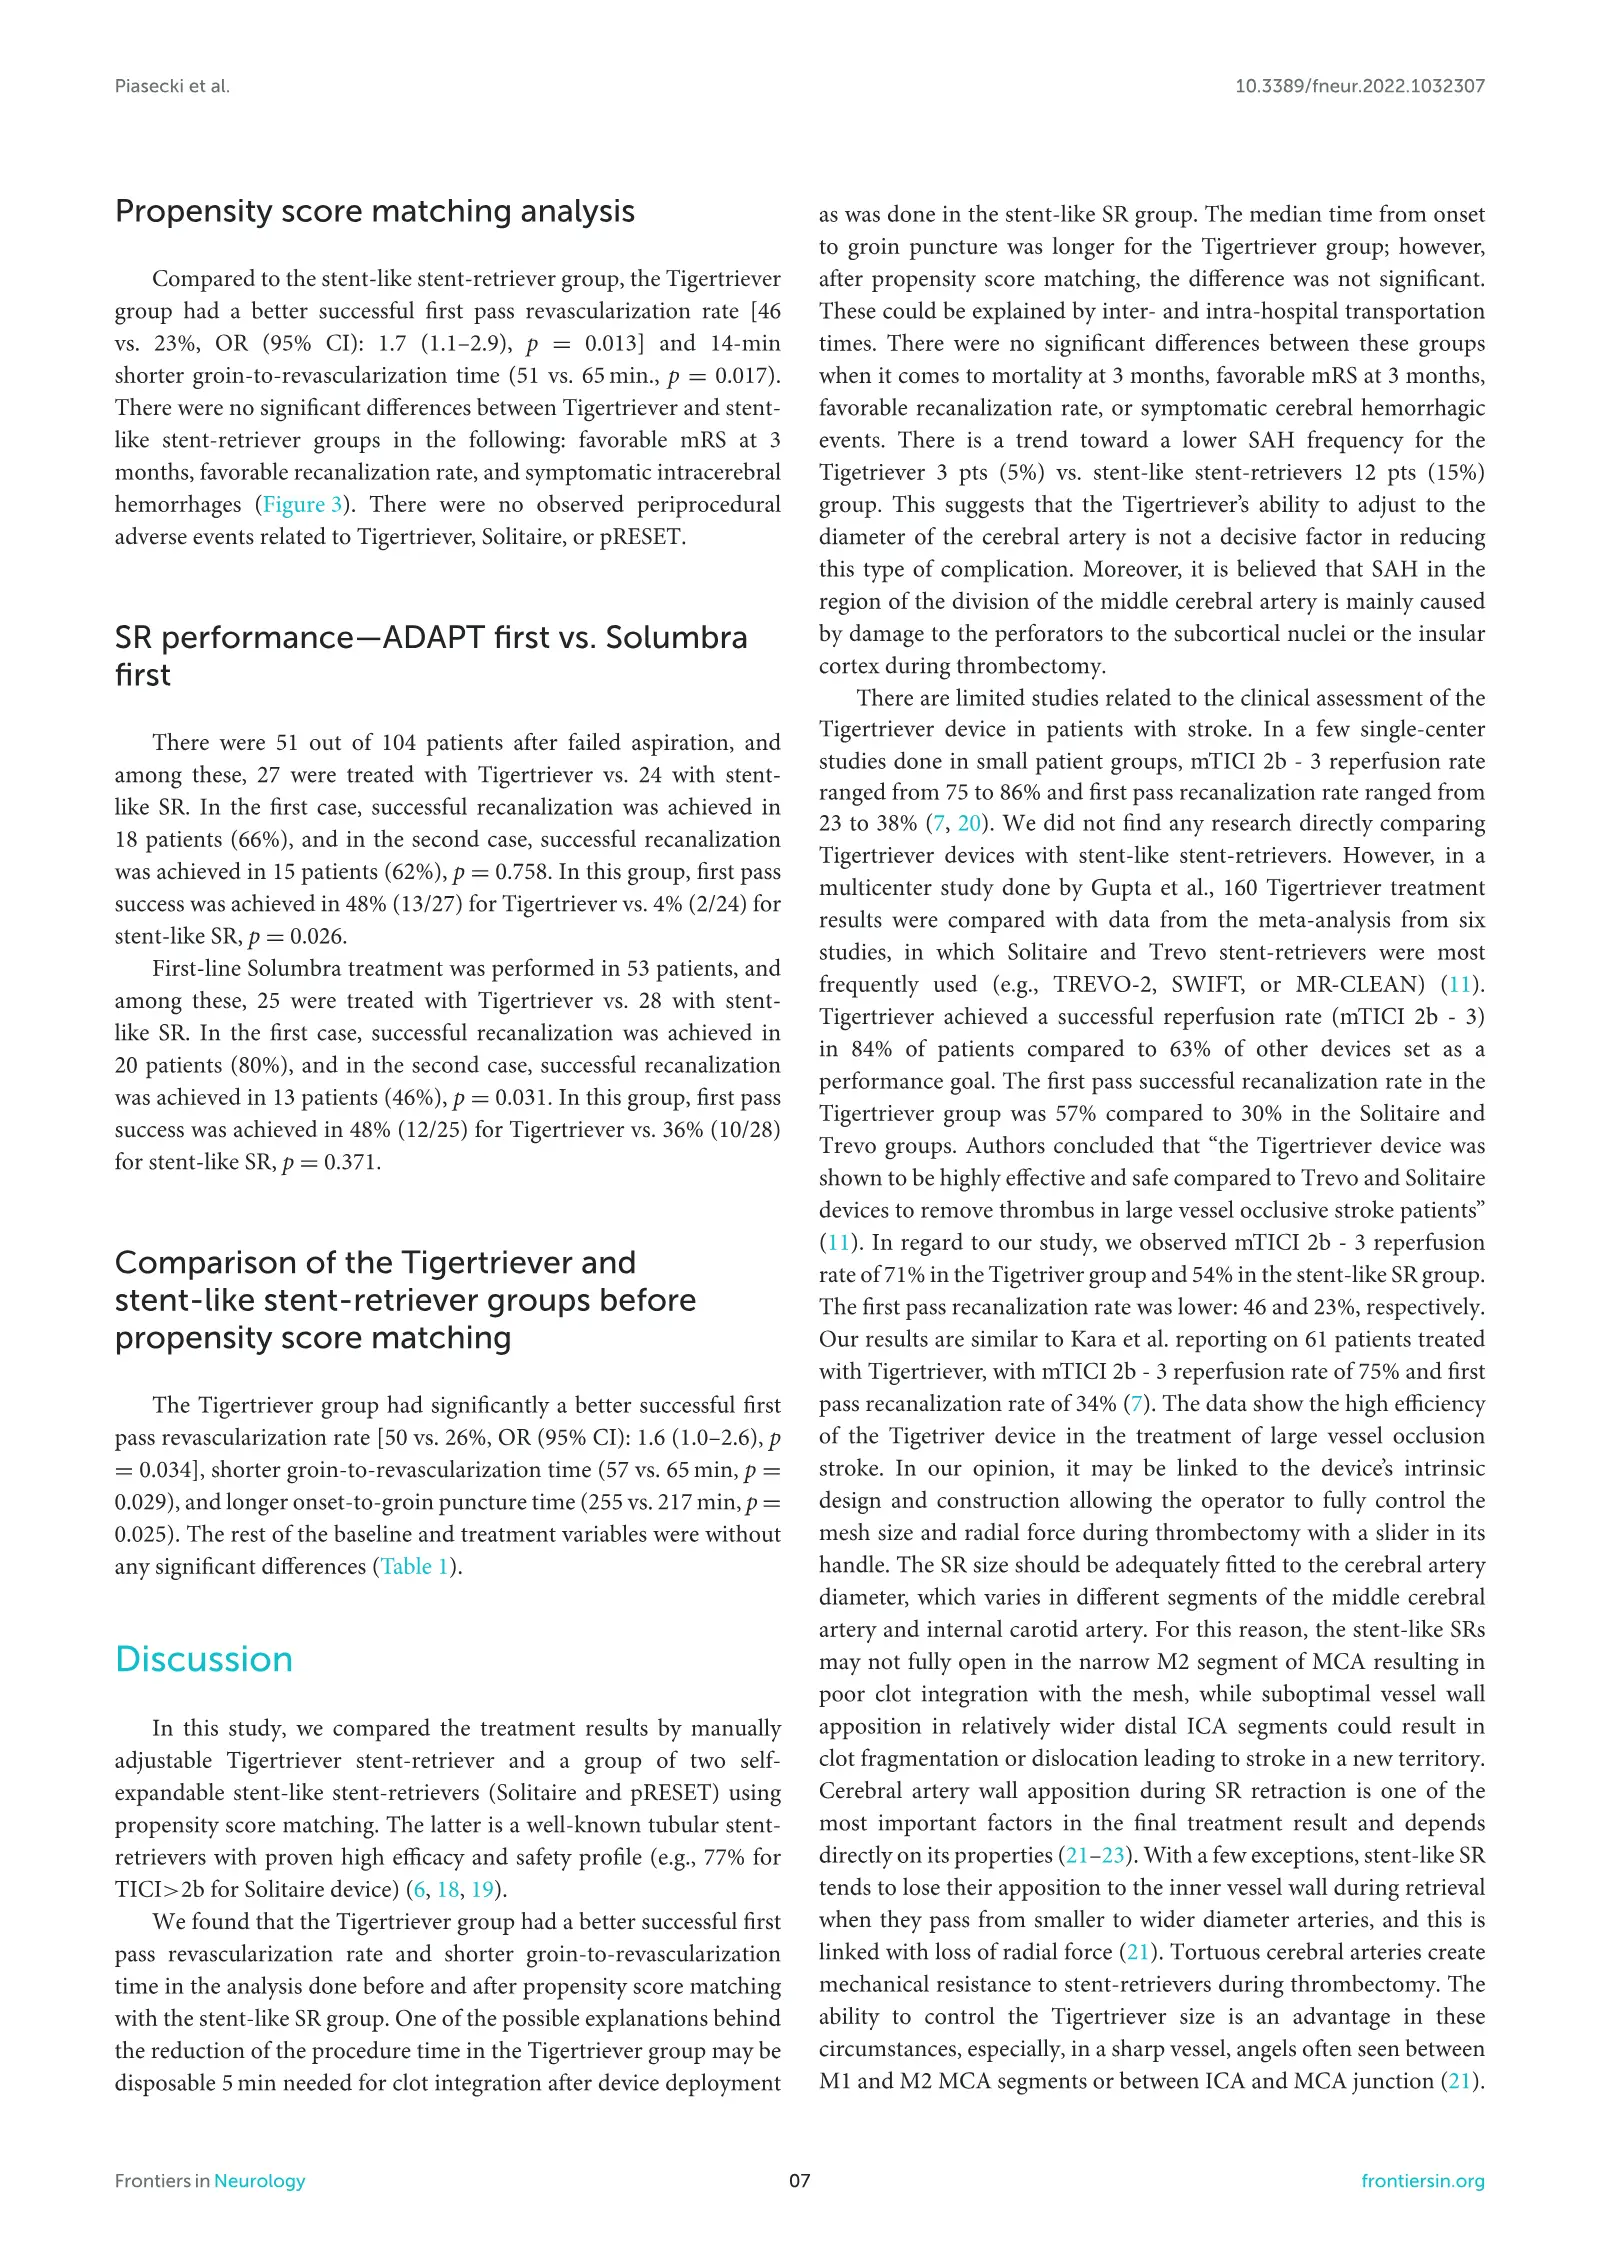 Piasecki et al.
10.3389/fneur.2022.1032307
Propensity score matching analysis
Compared to the stent-like stent-retriever group, the Tigertriever
group had a better successful first pass revascularization rate [46
vs. 23%, OR (95% CI): 1.7 (1.1–2.9), p = 0.013] and 14-min
shorter groin-to-revascularization time (51 vs. 65 min., p = 0.017).
There were no significant differences between Tigertriever and stent-
like stent-retriever groups in the following: favorable mRS at 3
months, favorable recanalization rate, and symptomatic intracerebral
hemorrhages (Figure 3). There were no observed periprocedural
adverse events related to Tigertriever, Solitaire, or pRESET.
SR performance—ADAPT first vs. Solumbra
first
There were 51 out of 104 patients after failed aspiration, and
among these, 27 were treated with Tigertriever vs. 24 with stent-
like SR. In the first case, successful recanalization was achieved in
18 patients (66%), and in the second case, successful recanalization
was achieved in 15 patients (62%), p = 0.758. In this group, first pass
success was achieved in 48% (13/27) for Tigertriever vs. 4% (2/24) for
stent-like SR, p = 0.026.
First-line Solumbra treatment was performed in 53 patients, and
among these, 25 were treated with Tigertriever vs. 28 with stent-
like SR. In the first case, successful recanalization was achieved in
20 patients (80%), and in the second case, successful recanalization
was achieved in 13 patients (46%), p = 0.031. In this group, first pass
success was achieved in 48% (12/25) for Tigertriever vs. 36% (10/28)
for stent-like SR, p = 0.371.
Comparison of the Tigertriever and
stent-like stent-retriever groups before
propensity score matching
The Tigertriever group had significantly a better successful first
pass revascularization rate [50 vs. 26%, OR (95% CI): 1.6 (1.0–2.6), p
= 0.034], shorter groin-to-revascularization time (57 vs. 65 min, p =
0.029), and longer onset-to-groin puncture time (255 vs. 217 min, p =
0.025). The rest of the baseline and treatment variables were without
any significant differences (Table 1).
Discussion
In this study, we compared the treatment results by manually
adjustable Tigertriever stent-retriever and a group of two self-
expandable stent-like stent-retrievers (Solitaire and pRESET) using
propensity score matching. The latter is a well-known tubular stent-
retrievers with proven high efficacy and safety profile (e.g., 77% for
TICI>2b for Solitaire device) (6, 18, 19).
We found that the Tigertriever group had a better successful first
pass revascularization rate and shorter groin-to-revascularization
time in the analysis done before and after propensity score matching
with the stent-like SR group. One of the possible explanations behind
the reduction of the procedure time in the Tigertriever group may be
disposable 5 min needed for clot integration after device deployment
as was done in the stent-like SR group. The median time from onset
to groin puncture was longer for the Tigertriever group; however,
after propensity score matching, the difference was not significant.
These could be explained by inter- and intra-hospital transportation
times. There were no significant differences between these groups
when it comes to mortality at 3 months, favorable mRS at 3 months,
favorable recanalization rate, or symptomatic cerebral hemorrhagic
events. There is a trend toward a lower SAH frequency for the
Tigetriever 3 pts (5%) vs. stent-like stent-retrievers 12 pts (15%)
group. This suggests that the Tigertriever’s ability to adjust to the
diameter of the cerebral artery is not a decisive factor in reducing
this type of complication. Moreover, it is believed that SAH in the
region of the division of the middle cerebral artery is mainly caused
by damage to the perforators to the subcortical nuclei or the insular
cortex during thrombectomy.
There are limited studies related to the clinical assessment of the
Tigertriever device in patients with stroke. In a few single-center
studies done in small patient groups, mTICI 2b - 3 reperfusion rate
ranged from 75 to 86% and first pass recanalization rate ranged from
23 to 38% (7, 20). We did not find any research directly comparing
Tigertriever devices with stent-like stent-retrievers. However, in a
multicenter study done by Gupta et al., 160 Tigertriever treatment
results were compared with data from the meta-analysis from six
studies, in which Solitaire and Trevo stent-retrievers were most
frequently used (e.g., TREVO-2, SWIFT, or MR-CLEAN) (11).
Tigertriever achieved a successful reperfusion rate (mTICI 2b - 3)
in 84% of patients compared to 63% of other devices set as a
performance goal. The first pass successful recanalization rate in the
Tigertriever group was 57% compared to 30% in the Solitaire and
Trevo groups. Authors concluded that “the Tigertriever device was
shown to be highly effective and safe compared to Trevo and Solitaire
devices to remove thrombus in large vessel occlusive stroke patients”
(11). In regard to our study, we observed mTICI 2b - 3 reperfusion
rate of 71% in the Tigetriver group and 54% in the stent-like SR group.
The first pass recanalization rate was lower: 46 and 23%, respectively.
Our results are similar to Kara et al. reporting on 61 patients treated
with Tigertriever, with mTICI 2b - 3 reperfusion rate of 75% and first
pass recanalization rate of 34% (7). The data show the high efficiency
of the Tigetriver device in the treatment of large vessel occlusion
stroke. In our opinion, it may be linked to the device’s intrinsic
design and construction allowing the operator to fully control the
mesh size and radial force during thrombectomy with a slider in its
handle. The SR size should be adequately fitted to the cerebral artery
diameter, which varies in different segments of the middle cerebral
artery and internal carotid artery. For this reason, the stent-like SRs
may not fully open in the narrow M2 segment of MCA resulting in
poor clot integration with the mesh, while suboptimal vessel wall
apposition in relatively wider distal ICA segments could result in
clot fragmentation or dislocation leading to stroke in a new territory.
Cerebral artery wall apposition during SR retraction is one of the
most important factors in the final treatment result and depends
directly on its properties (21–23). With a few exceptions, stent-like SR
tends to lose their apposition to the inner vessel wall during retrieval
when they pass from smaller to wider diameter arteries, and this is
linked with loss of radial force (21). Tortuous cerebral arteries create
mechanical resistance to stent-retrievers during thrombectomy. The
ability to control the Tigertriever size is an advantage in these
circumstances, especially, in a sharp vessel, angels often seen between
M1 and M2 MCA segments or between ICA and MCA junction (21).
Frontiers in Neurology
07
frontiersin.org